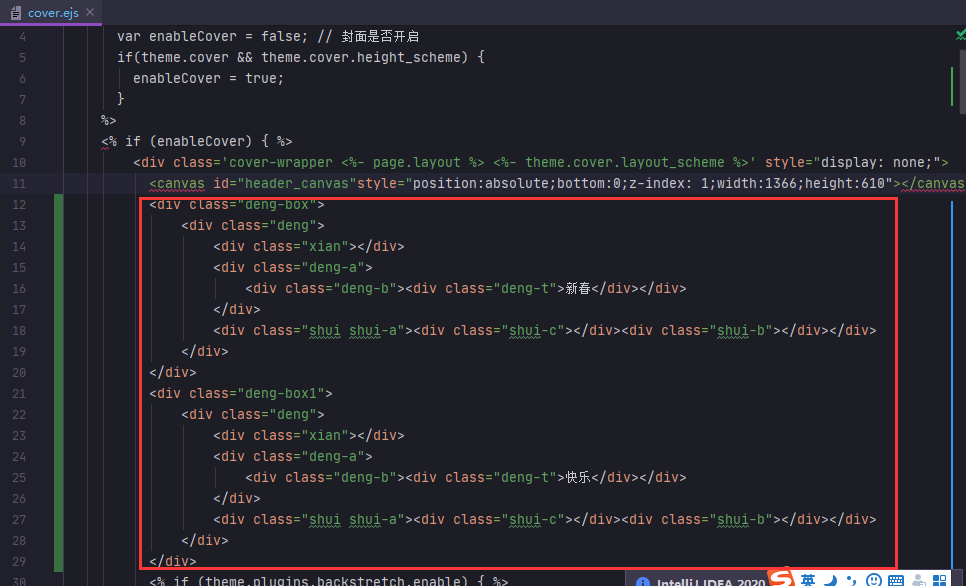 cover.ejs
4 var enableCover = false; // 封面是否开启
5 if(theme.cover && theme.cover.height_scheme) {
6 enableCover = true;
7 }
8 %>
9 <% if (enableCover) { %>
10 <div class='cover-wrapper <%- page.layout %> <%- theme.cover.layout_scheme %>' style="display: none;">
11 <canvas id="header_canvas"style="position:absolute;bottom:0;z-index: 1;width:1366;height:610"></canvas
12 <div class="deng-box">
13 <div class="deng">
14 <div class="xian"></div>
15 <div class="deng-a">
16 <div class="deng-b"><div class="deng-t">新春</div></div>
17 </div>
18 <div class="shui shui-a"><div class="shui-c"></div><div class="shui-b"></div></div>
19 </div>
20 </div>
21 <div class="deng-box1">
22 <div class="deng">
23 <div class="xian"></div>
24 <div class="deng-a">
25 <div class="deng-b"><div class="deng-t">快乐</div></div>
26 </div>
27 <div class="shui shui-a"><div class="shui-c"></div><div class="shui-b"></div></div>
28 </div>
29 </div>
30 <% if (theme.plugins.backstretch.enable) { %>
IntelliJ IDEA 2020
英